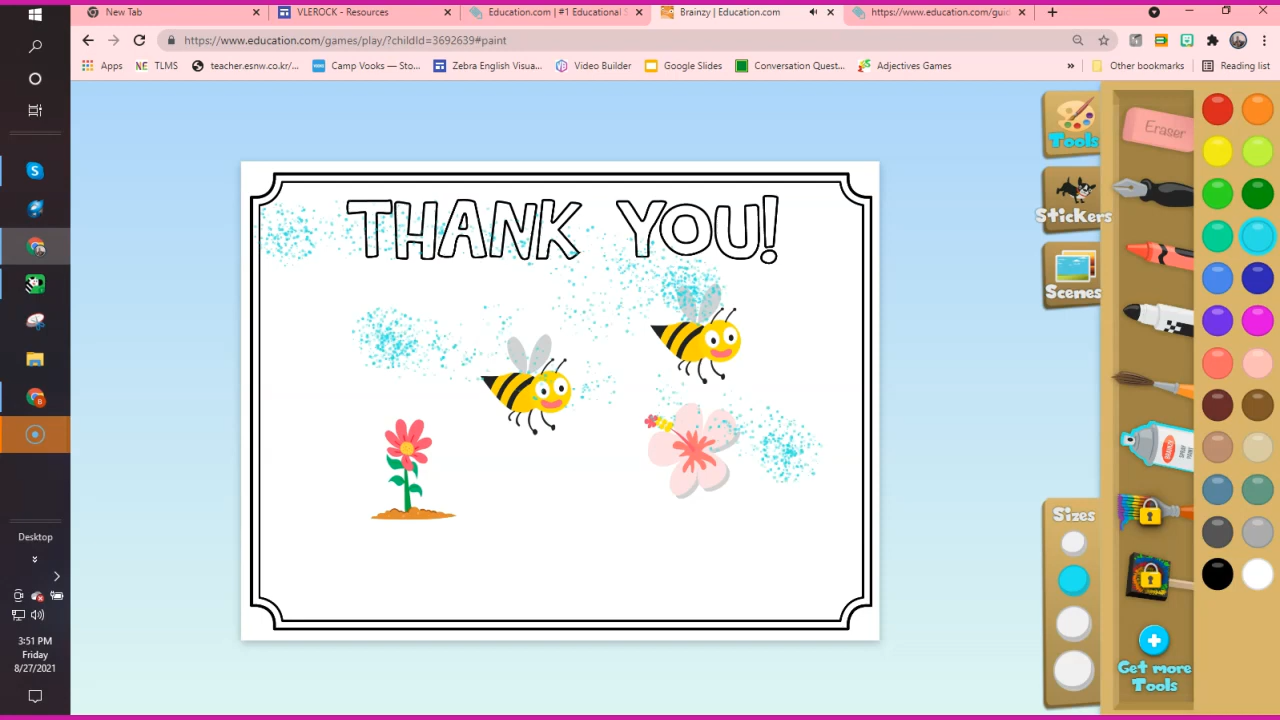 New Tab
VLEROCK - Resources
Education.com | #1 Educational S
Brainzy | Education.com
https://www.education.com/guid
https://www.education.com/games/play/?childId=3692639#paint
Apps
TLMS
teacher.esnw.co.kr/...
Camp Vooks — Sto...
Zebra English Visua...
Video Builder
Google Slides
Conversation Quest...
Adjectives Games
»
Other bookmarks
Reading list
THANK YOU!
Tools
Stickers
Scenes
Eraser
Sizes
Get more
Tools
Desktop
3:51 PM
Friday
8/27/2021